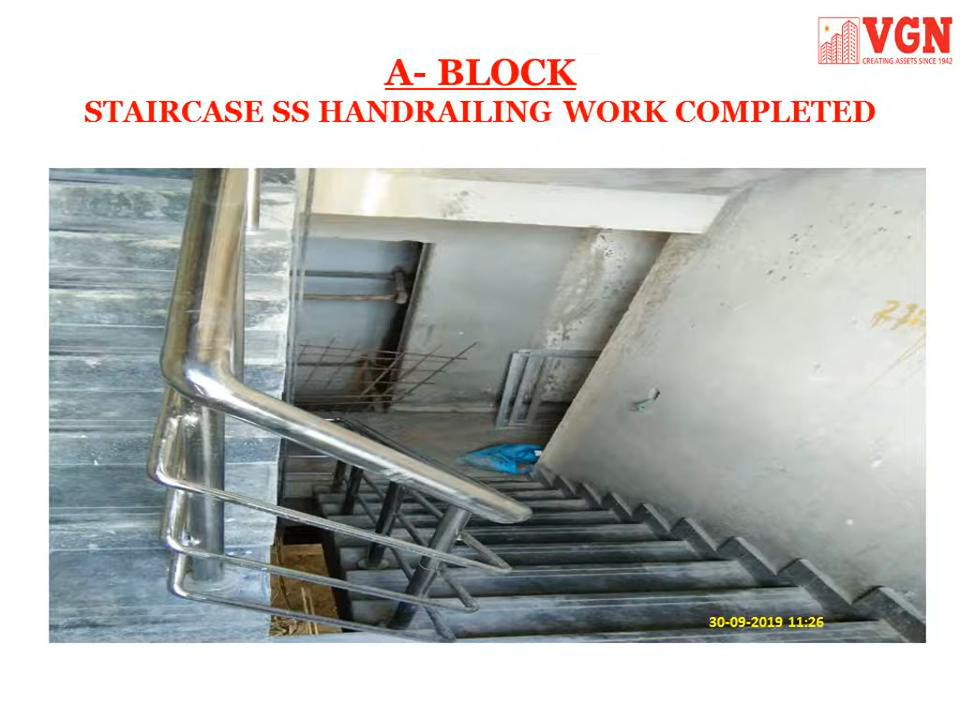 VGN
CREATING ASSETS SINCE 1942
A- BLOCK
STAIRCASE SS HANDRAILING WORK COMPLETED
30-09-2019 11:26